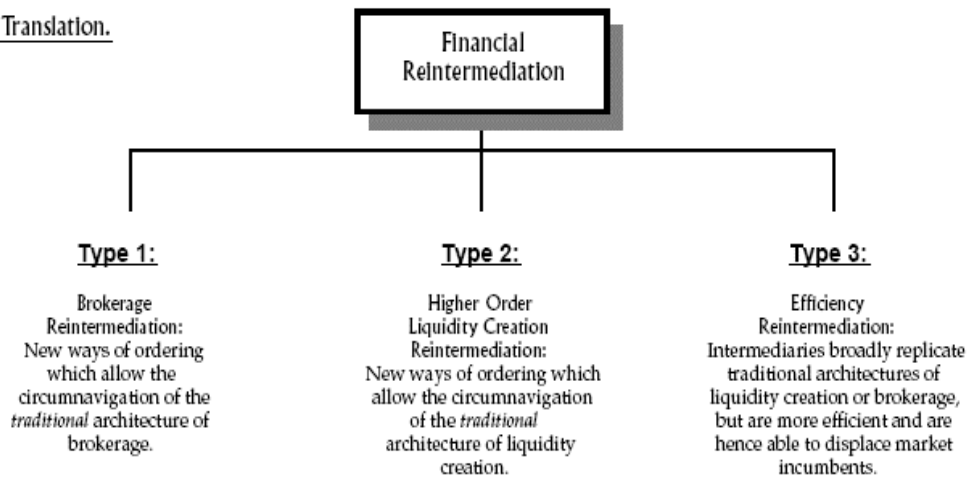 Translation.
Financial
Reintermediation
Type 1:
Brokerage
Reintermediation:
New ways of ordering
which allow the
circumnavigation of the
traditional architecture of
brokerage.
Type 2:
Higher Order
Liquidity Creation
Reintermediation:
New ways of ordering which
allow the circumnavigation
of the traditional
architecture of liquidity
creation.
Type 3:
Efficiency
Reintermediation:
Intermediaries broadly replicate
traditional architectures of
liquidity creation or brokerage,
but are more efficient and are
hence able to displace market
incumbents.